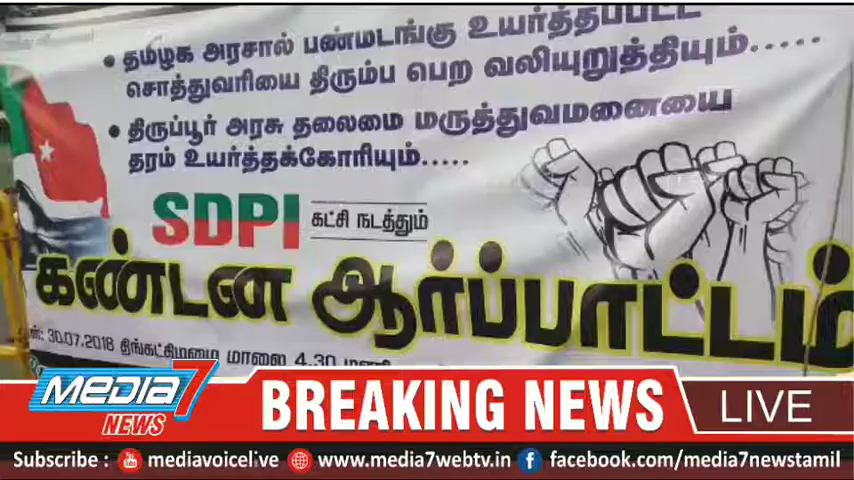 • தமிழக அரசால் பண்மடங்கு உயர்த்தப்பட்ட
சொத்துவரியை திரும்ப பெற வலியுறுத்தியும்.....
• திருப்பூர் அரசு தலைமை மருத்துவமனையை
தரம் உயர்த்தக்கோரியும்.....
SDPI கட்சி நடத்தும்
கண்டன ஆர்ப்பாட்டம்
30.07.2018 திங்கட்கிழமை மாலை 4.30 மணி
MEDIA 7 NEWS
BREAKING NEWS
LIVE
Subscribe : mediavoicelive www.media7webtv.in facebook.com/media7newstamil